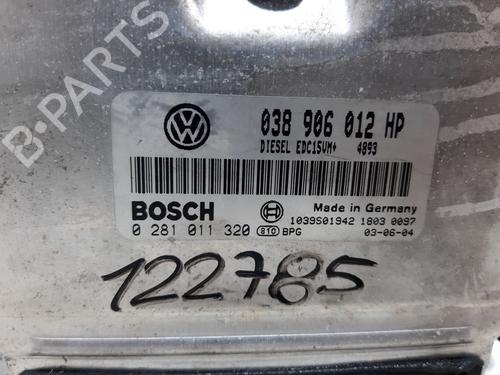 038 906 012 HP
DIESEL EDC15VM+ 4893
BOSCH
Made in Germany
1039S01942 1803 0097
0 281 011 320 810 BPG 03-06-04
122785